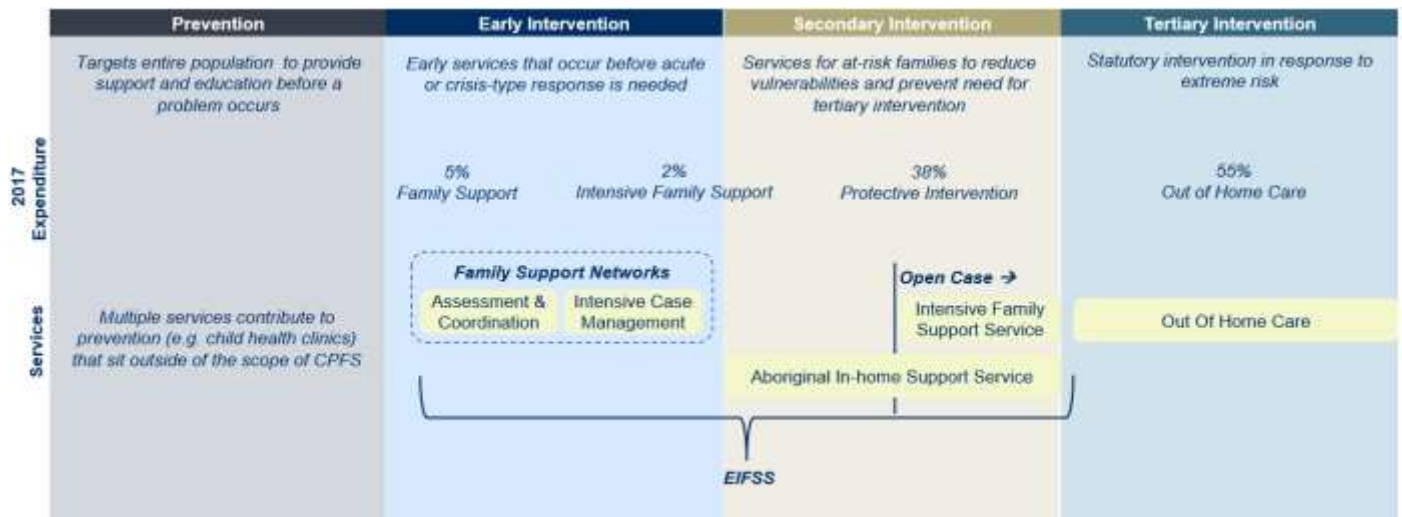 Prevention
Early Intervention
Secondary Intervention
Tertiary Intervention
Targets entire population to provide
support and education before a
problem occurs
Early services that occur before acute
or crisis-type response is needed
Services for at-risk families to reduce
vulnerabilities and prevent need for
tertiary intervention
Statutory intervention in response to
extreme risk
2017
Expenditure
5%
Family Support
2%
Intensive Family Support
38%
Protective Intervention
55%
Out of Home Care
Services
Multiple services contribute to
prevention (e.g. child health clinics)
that sit outside of the scope of CPFS
Family Support Networks
Assessment &
Coordination
Intensive Case
Management
Open Case →
Intensive Family
Support Service
Out Of Home Care
Aboriginal In-home Support Service
EIFSS